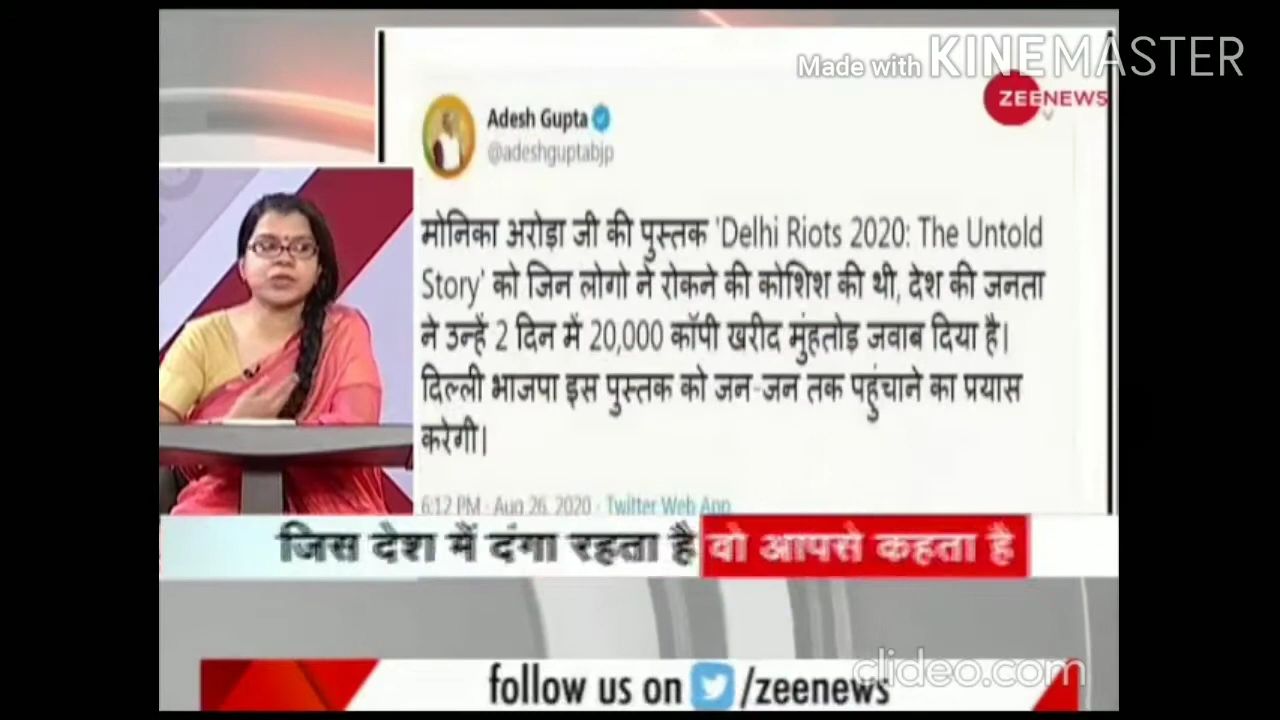 Made with KINEMASTER
ZEE NEWS
Adesh Gupta
@adeshguptabjp
मोनिका अरोड़ा जी की पुस्तक 'Delhi Riots 2020: The Untold
Story' को जिन लोगो ने रोकने की कोशिश की थी, देश की जनता
ने उन्हें 2 दिन में 20,000 कॉपी खरीद मुंहतोड़ जवाब दिया है।
दिल्ली भाजपा इस पुस्तक को जन-जन तक पहुंचाने का प्रयास
करेगी।
6:12 PM · Aug 26, 2020 · Twitter Web App
जिस देश में दंगा रहता है वो आपसे कहता है
follow us on /zeenews
clideo.com